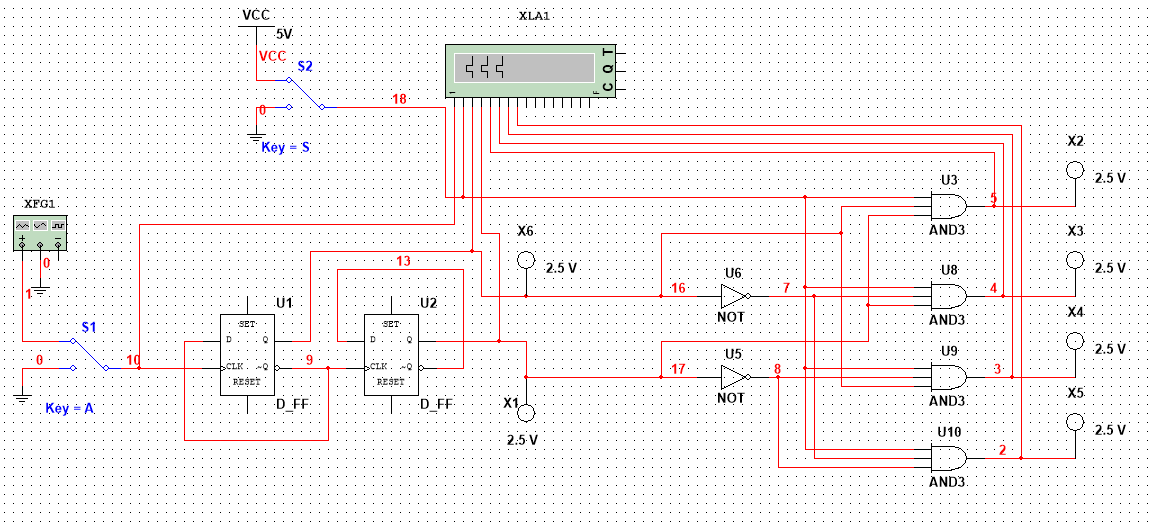 VCC
XLA1
5V
VCC
S2
T
Q
C
1
F
18
0
Key = S
X2
2.5 V
U3
5
AND3
XFG1
+
−
0
1
X6
2.5 V
13
X3
2.5 V
U6
16
7
NOT
U8
4
AND3
U1
U2
SET
D
Q
CLK
~Q
RESET
D_FF
SET
D
Q
CLK
~Q
RESET
D_FF
S1
0
10
9
Key = A
X4
2.5 V
U5
17
8
NOT
U9
3
AND3
X1
2.5 V
X5
2.5 V
U10
2
AND3